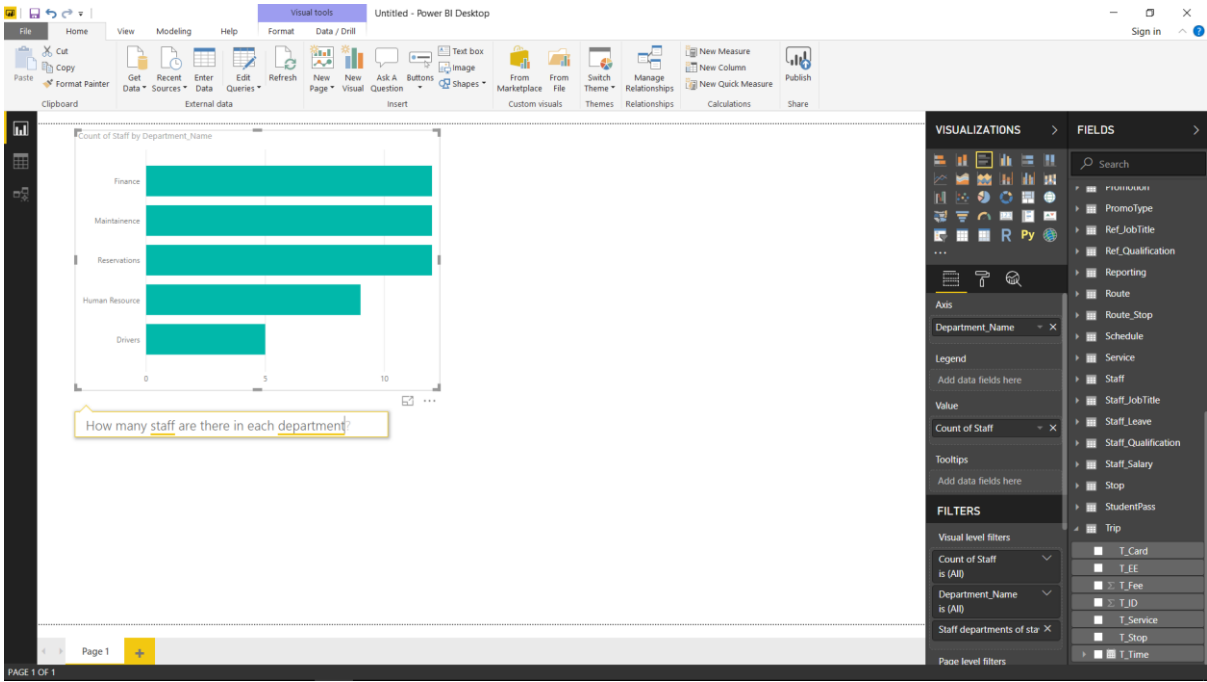 Visual tools
Untitled - Power BI Desktop
File Home View Modeling Help Format Data / Drill
Sign in
Paste
Cut
Copy
Format Painter
Clipboard
Get Data
Recent Sources
Enter Data
Edit Queries
External data
Refresh
New Page
New Visual
Ask A Question
Buttons
Text box
Image
Shapes
Insert
From Marketplace
From File
Custom visuals
Switch Theme
Themes
Manage Relationships
Relationships
New Measure
New Column
New Quick Measure
Calculations
Publish
Share
Count of Staff by Department_Name
Finance
Maintainence
Reservations
Human Resource
Drivers
0 5 10
How many staff are there in each department?
VISUALIZATIONS
R Py
Axis
Department_Name
Legend
Add data fields here
Value
Count of Staff
Tooltips
Add data fields here
FILTERS
Visual level filters
Count of Staff
is (All)
Department_Name
is (All)
Staff departments of
Page level filters
FIELDS
Search
Promotion
PromoType
Ref_JobTitle
Ref_Qualification
Reporting
Route
Route_Stop
Schedule
Service
Staff
Staff_JobTitle
Staff_Leave
Staff_Qualification
Staff_Salary
Stop
StudentPass
Trip
T_Card
T_EE
T_Fee
T_ID
T_Service
T_Stop
T_Time
Page 1
PAGE 1 OF 1